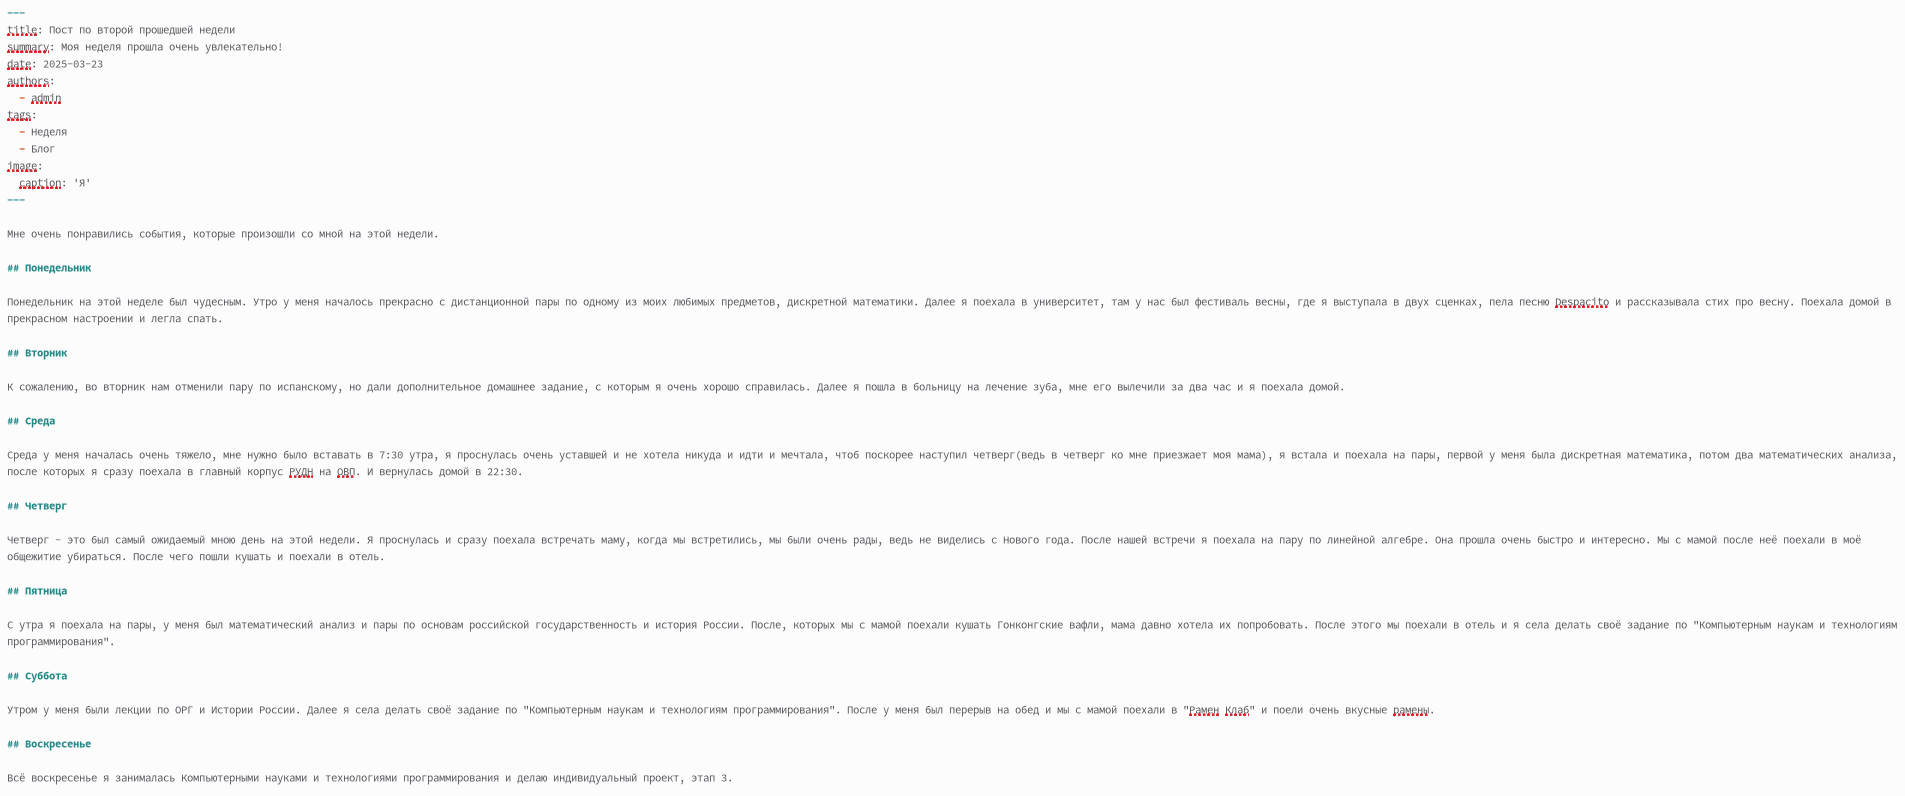 ---
title: Пост по второй прошедшей недели
summary: Моя неделя прошла очень увлекательно!
date: 2025-03-23
authors:
  - admin
tags:
  - Неделя
  - Блог
image:
  caption: 'Я'
---
Мне очень понравились события, которые произошли со мной на этой недели.
## Понедельник
Понедельник на этой неделе был чудесным. Утро у меня началось прекрасно с дистанционной пары по одному из моих любимых предметов, дискретной математики. Далее я поехала в университет, там у нас был фестиваль весны, где я выступала в двух сценках, пела песню Despacito и рассказывала стих про весну. Поехала домой в
прекрасном настроении и легла спать.
## Вторник
К сожалению, во вторник нам отменили пару по испанскому, но дали дополнительное домашнее задание, с которым я очень хорошо справилась. Далее я пошла в больницу на лечение зуба, мне его вылечили за два час и я поехала домой.
## Среда
Среда у меня началась очень тяжело, мне нужно было вставать в 7:30 утра, я проснулась очень уставшей и не хотела никуда и идти и мечтала, чтоб поскорее наступил четверг(ведь в четверг ко мне приезжает моя мама), я встала и поехала на пары, первой у меня была дискретная математика, потом два математических анализа,
после которых я сразу поехала в главный корпус РУДН на ОВП. И вернулась домой в 22:30.
## Четверг
Четверг - это был самый ожидаемый мною день на этой недели. Я проснулась и сразу поехала встречать маму, когда мы встретились, мы были очень рады, ведь не виделись с Нового года. После нашей встречи я поехала на пару по линейной алгебре. Она прошла очень быстро и интересно. Мы с мамой после неё поехали в моё
общежитие убираться. После чего пошли кушать и поехали в отель.
## Пятница
С утра я поехала на пары, у меня был математический анализ и пары по основам российской государственность и история России. После, которых мы с мамой поехали кушать Гонконгские вафли, мама давно хотела их попробовать. После этого мы поехали в отель и я села делать своё задание по "Компьютерным наукам и технологиям
программирования".
## Суббота
Утром у меня были лекции по ОРГ и Истории России. Далее я села делать своё задание по "Компьютерным наукам и технологиям программирования". После у меня был перерыв на обед и мы с мамой поехали в "Рамен Клаб" и поели очень вкусные рамены.
## Воскресенье
Всё воскресенье я занималась Компьютерными науками и технологиями программирования и делаю индивидуальный проект, этап 3.